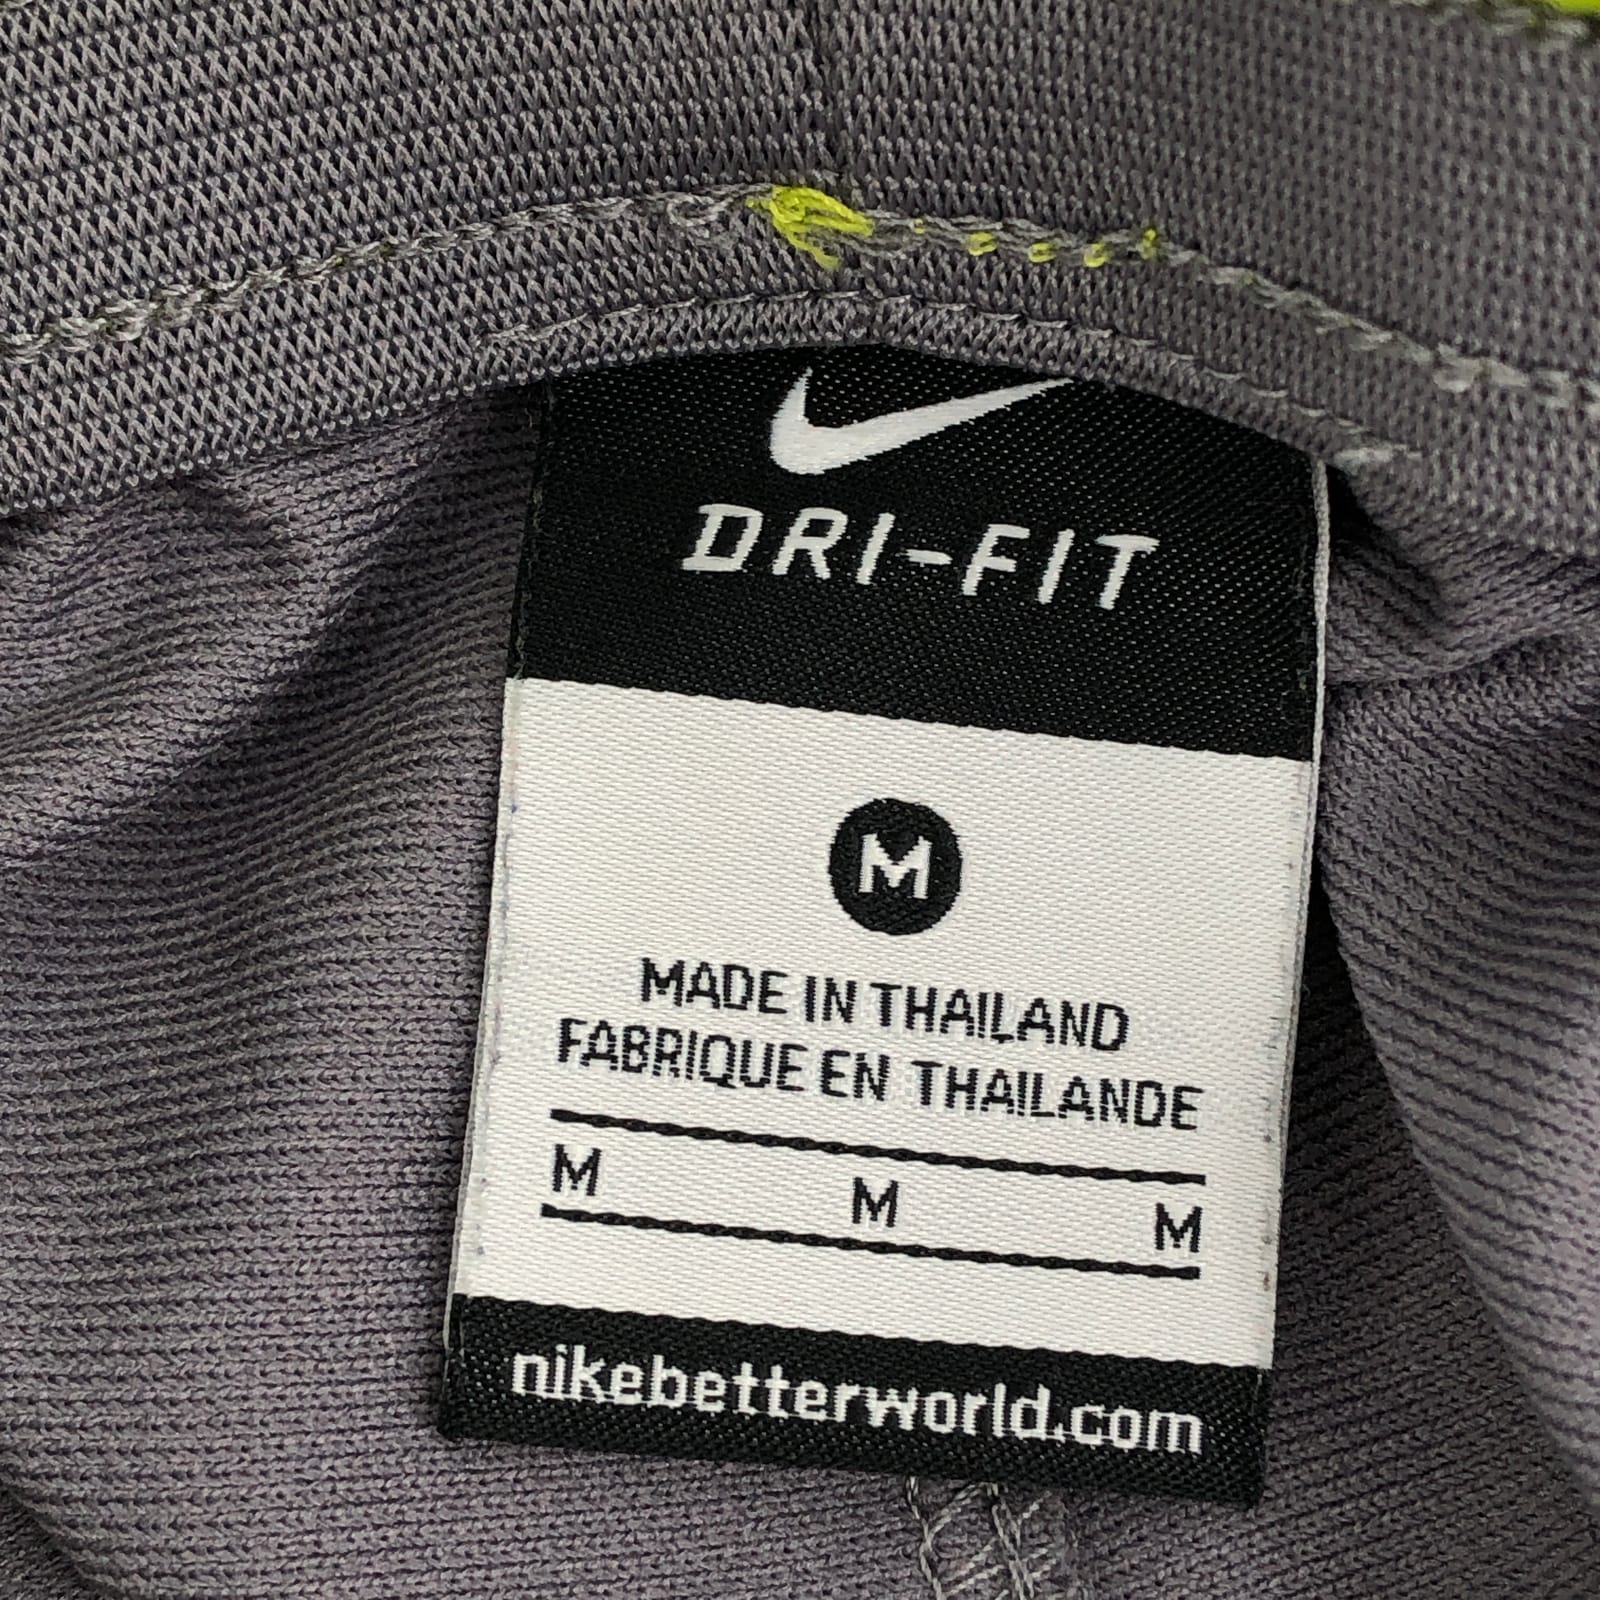 DRI-FIT
M
MADE IN THAILAND
FABRIQUE EN THAILANDE
M M M
nikebetterworld.com